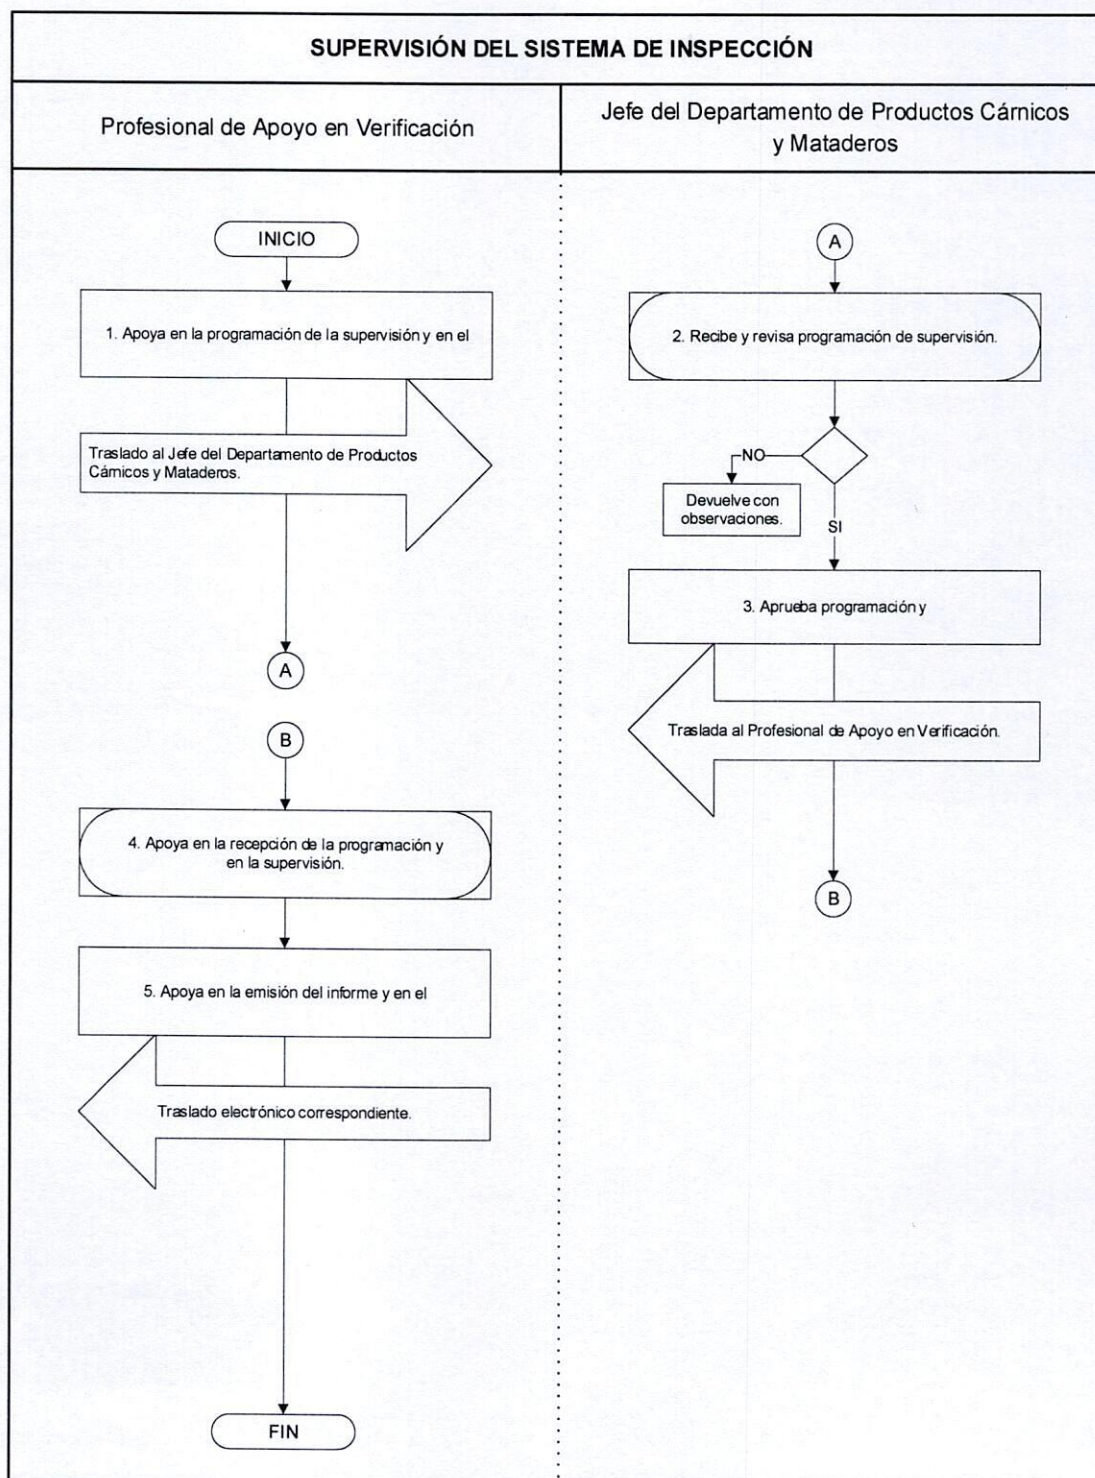 SUPERVISIÓN DEL SISTEMA DE INSPECCIÓN
Profesional de Apoyo en Verificación
Jefe del Departamento de Productos Cárnicos
y Mataderos
INICIO
1. Apoya en la programación de la supervisión y en el
Traslado al Jefe del Departamento de Productos
Cárnicos y Mataderos.
A
B
4. Apoya en la recepción de la programación y
en la supervisión.
5. Apoya en la emisión del informe y en el
Traslado electrónico correspondiente.
FIN
A
2. Recibe y revisa programación de supervisión.
NO
Devuelve con
observaciones.
SI
3. Aprueba programación y
Traslada al Profesional de Apoyo en Verificación.
B